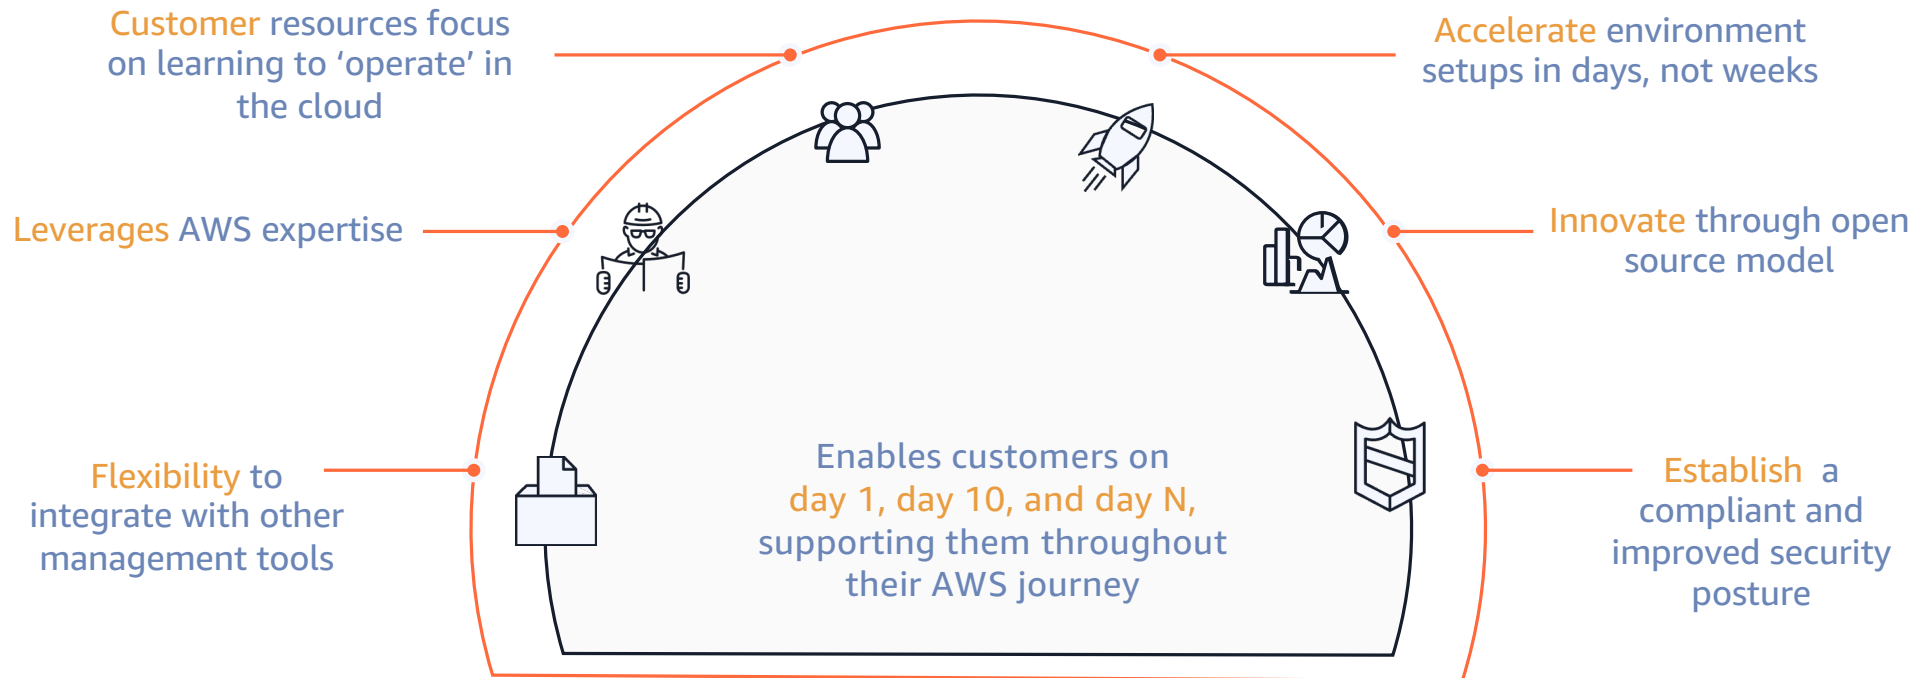 Customer resources focus
on learning to ‘operate’ in
the cloud
Accelerate environment
setups in days, not weeks
Leverages AWS expertise
Innovate through open
source model
Flexibility to
integrate with other
management tools
Enables customers on
day 1, day 10, and day N,
supporting them throughout
their AWS journey
Establish a
compliant and
improved security
posture